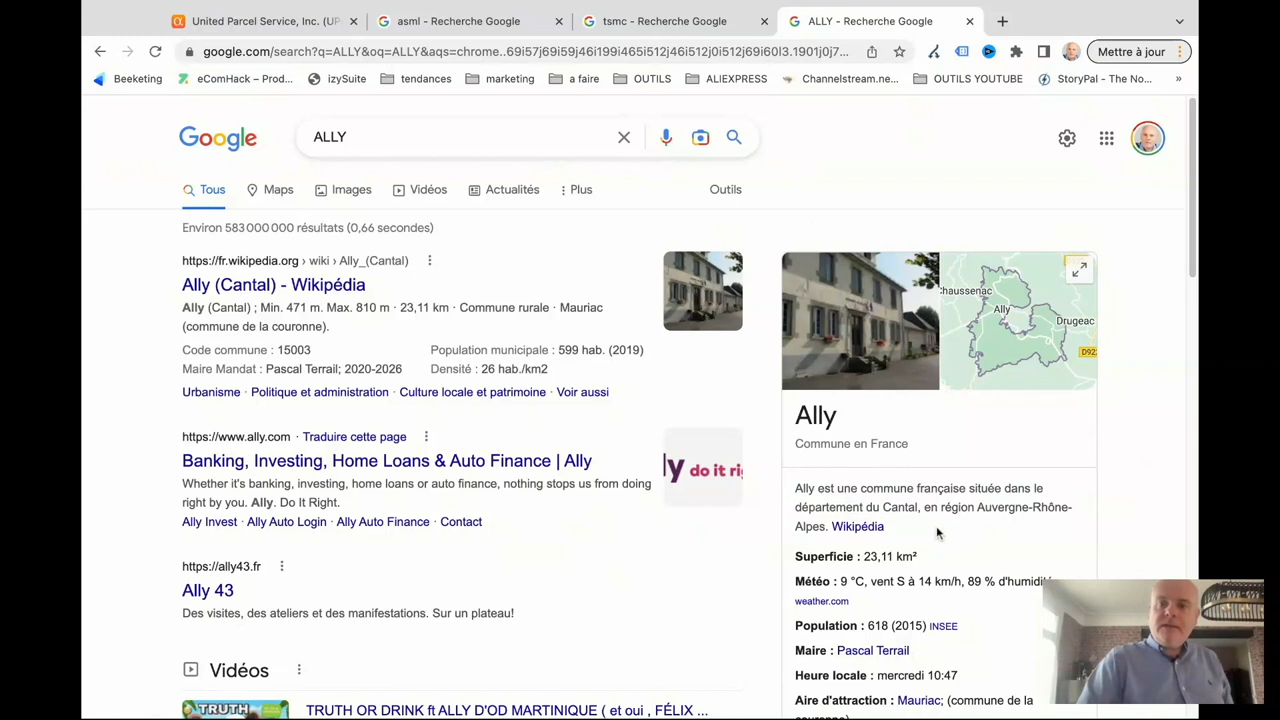 United Parcel Service, Inc. (UP
asml - Recherche Google
tsmc - Recherche Google
ALLY - Recherche Google
google.com/search?q=ALLY&oq=ALLY&aqs=chrome..69i57j69i59j46i199i465i512j46i512j0i512j69i60l3.1901j0j7...
Mettre à jour
Beeketing
eComHack – Prod...
izySuite
tendances
marketing
a faire
OUTILS
ALIEXPRESS
Channelstream.ne...
OUTILS YOUTUBE
StoryPal - The No...
»
Google
ALLY
Tous
Maps
Images
Vidéos
Actualités
Plus
Outils
Environ 583 000 000 résultats (0,66 secondes)
https://fr.wikipedia.org › wiki › Ally_(Cantal)
Ally (Cantal) - Wikipédia
Ally (Cantal) ; Min. 471 m. Max. 810 m · 23,11 km · Commune rurale · Mauriac
(commune de la couronne).
Code commune : 15003
Population municipale : 599 hab. (2019)
Maire Mandat : Pascal Terrail; 2020-2026
Densité : 26 hab./km2
Urbanisme · Politique et administration · Culture locale et patrimoine · Voir aussi
https://www.ally.com · Traduire cette page
Banking, Investing, Home Loans & Auto Finance | Ally
Whether it's banking, investing, home loans or auto finance, nothing stops us from doing
right by you. Ally. Do It Right.
Ally Invest · Ally Auto Login · Ally Auto Finance · Contact
ly do it ri
https://ally43.fr
Ally 43
Des visites, des ateliers et des manifestations. Sur un plateau!
Vidéos
TRUTH
TRUTH OR DRINK ft ALLY D'OD MARTINIQUE ( et oui , FÉLIX ...
Chaussenac
Ally
Drugeac
D922
Ally
Commune en France
Ally est une commune française située dans le
département du Cantal, en région Auvergne-Rhône-
Alpes. Wikipédia
Superficie : 23,11 km²
Météo : 9 °C, vent S à 14 km/h, 89 % d'humidité
weather.com
Population : 618 (2015) INSEE
Maire : Pascal Terrail
Heure locale : mercredi 10:47
Aire d'attraction : Mauriac; (commune de la
couronne)